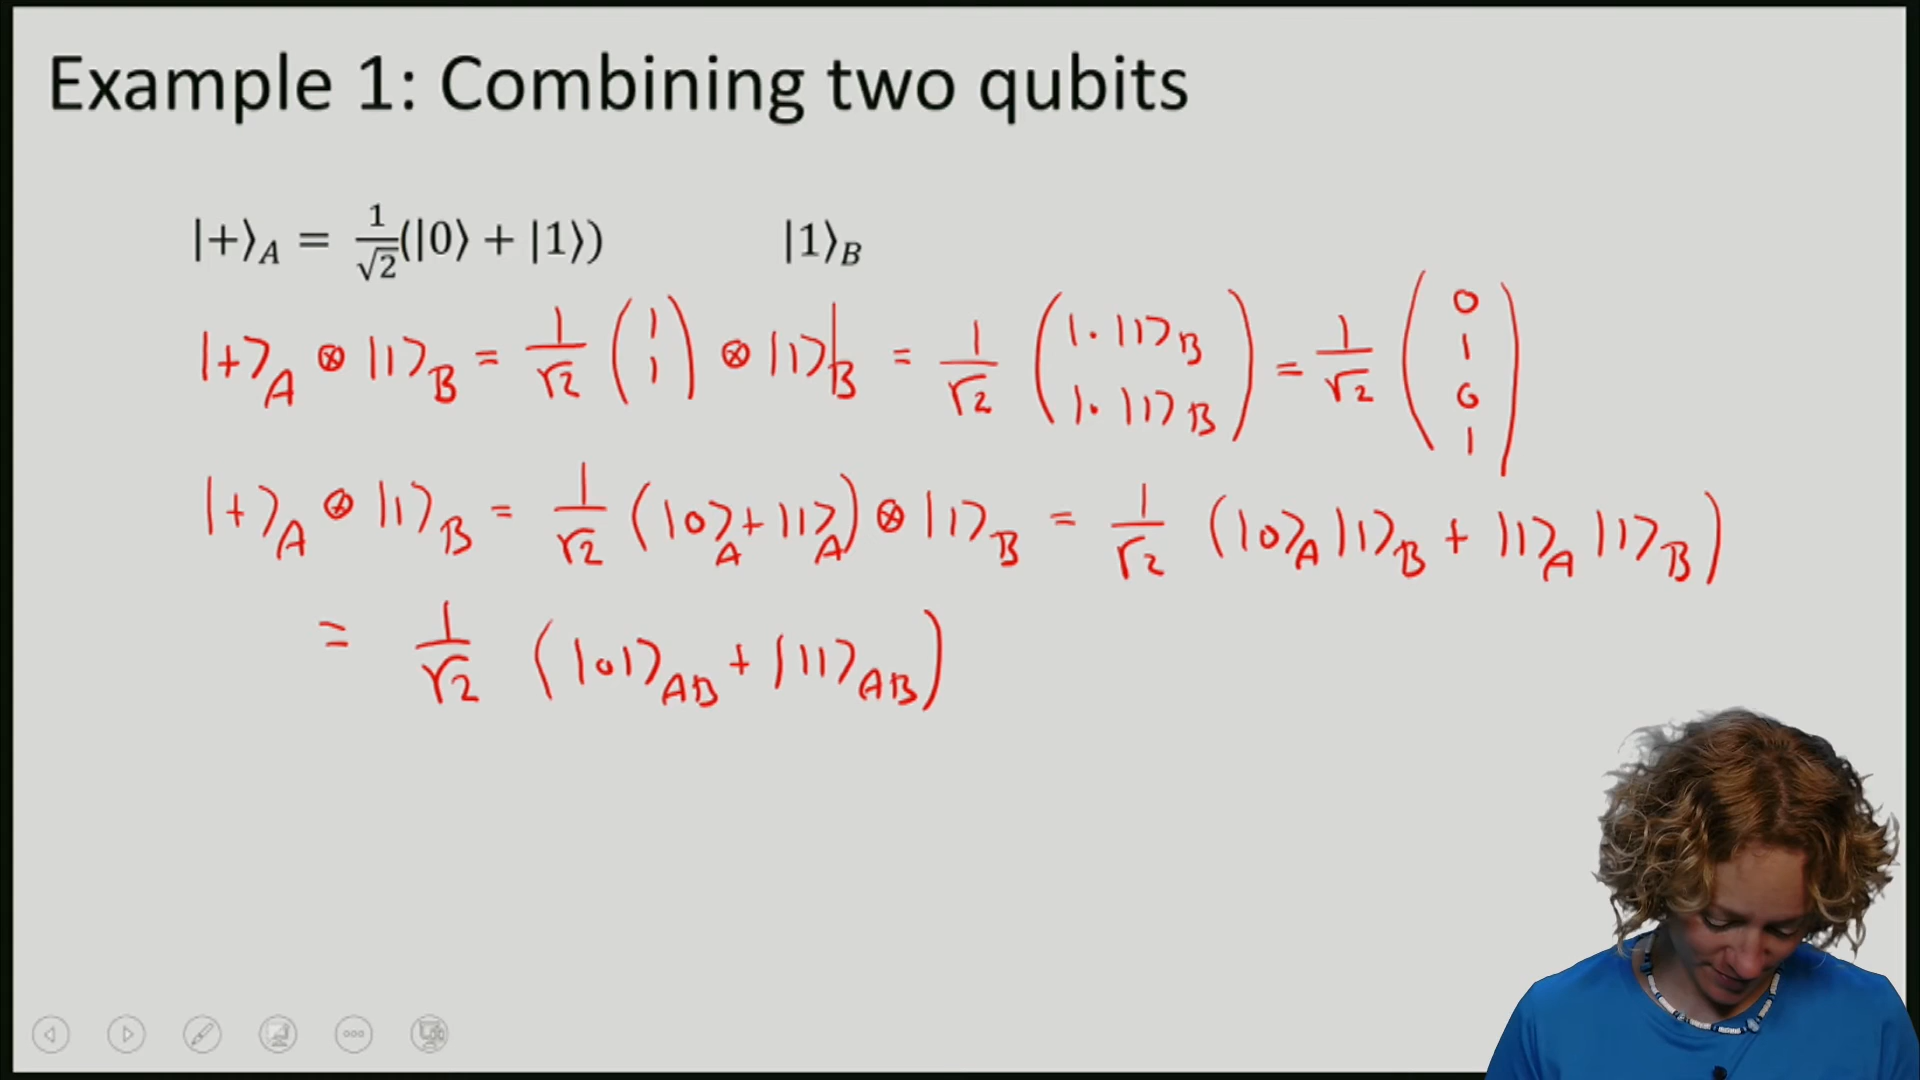 Example 1: Combining two qubits
|+⟩_A = 1/√2 (|0⟩ + |1⟩) |1⟩_B
|+⟩_A ⊗ |1⟩_B = 1/√2 (1 1) ⊗ |1⟩_B = 1/√2 (1·|1⟩_B 1·|1⟩_B) = 1/√2 (0 1 0 1)
|+⟩_A ⊗ |1⟩_B = 1/√2 (|0⟩_A + |1⟩_A) ⊗ |1⟩_B = 1/√2 (|0⟩_A |1⟩_B + |1⟩_A |1⟩_B)
= 1/√2 (|01⟩_AB + |11⟩_AB)